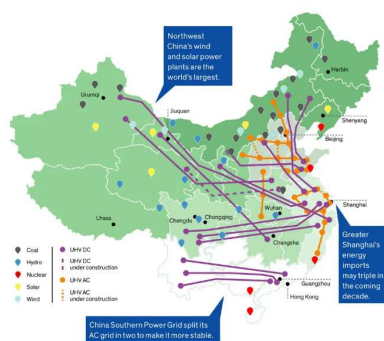 Northwest
China's wind
and solar power
plants are the
world's largest.
Urumqi
Jiuquan
Harbin
Shenyang
Beijing
Lhasa
Chengdu
Chongqing
Wuhan
Shanghai
Changsha
Guangzhou
Hong Kong
Coal
Hydro
Nuclear
Solar
Wind
UHV DC
UHV DC
under construction
UHV AC
UHV AC
under construction
Greater
Shanghai's
energy
imports
may triple in
the coming
decade.
China Southern Power Grid split its
AC grid in two to make it more stable.